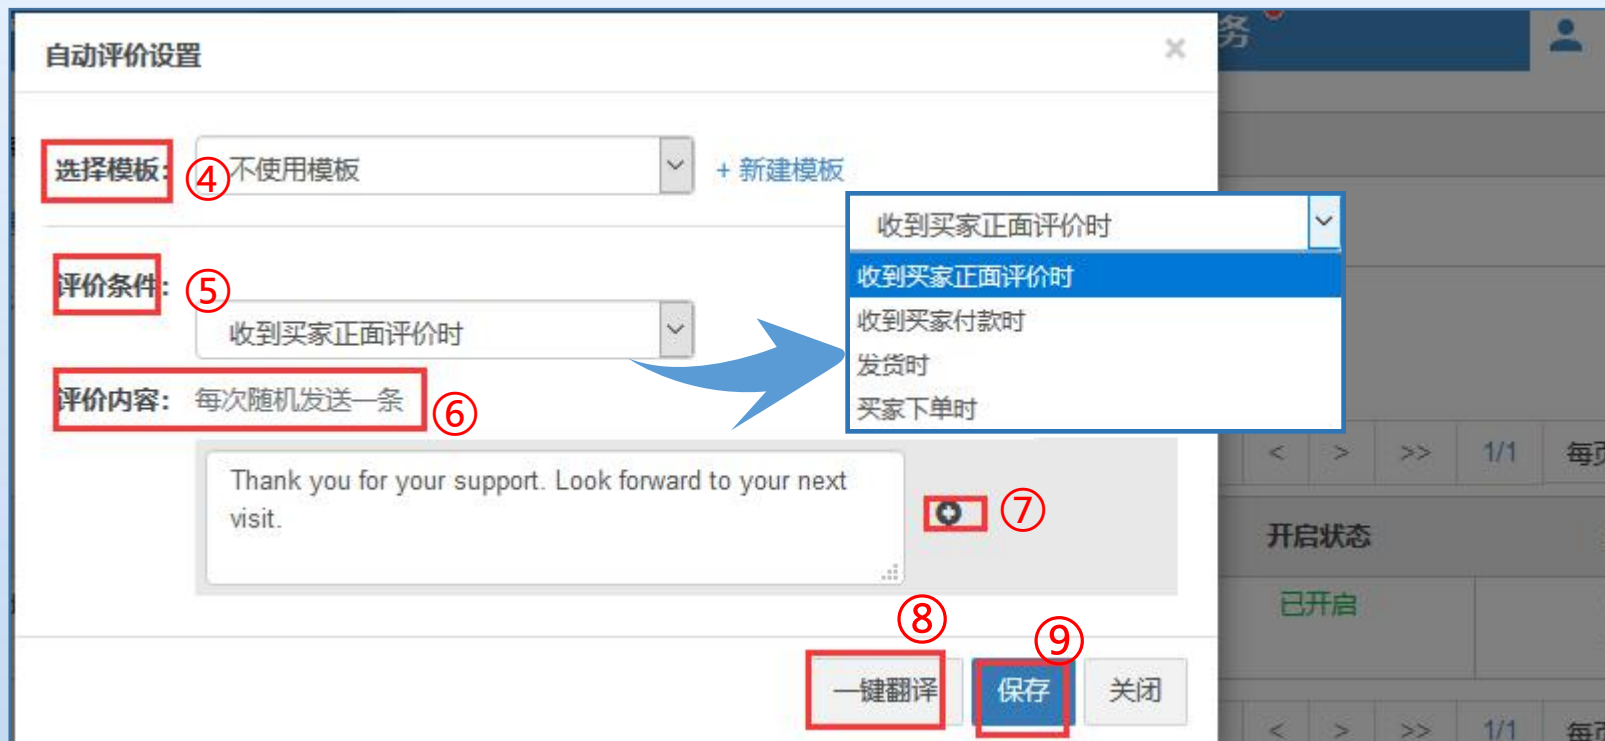 自动评价设置 ×
务
选择模板： ④ 不使用模板 + 新建模板
评价条件： ⑤
收到买家正面评价时
收到买家正面评价时
收到买家正面评价时
收到买家付款时
发货时
买家下单时
评价内容： 每次随机发送一条 ⑥
Thank you for your support. Look forward to your next
visit.
⑦
< > >> 1/1
开启状态
已开启
⑧ ⑨
一键翻译 保存 关闭
< > >> 1/1